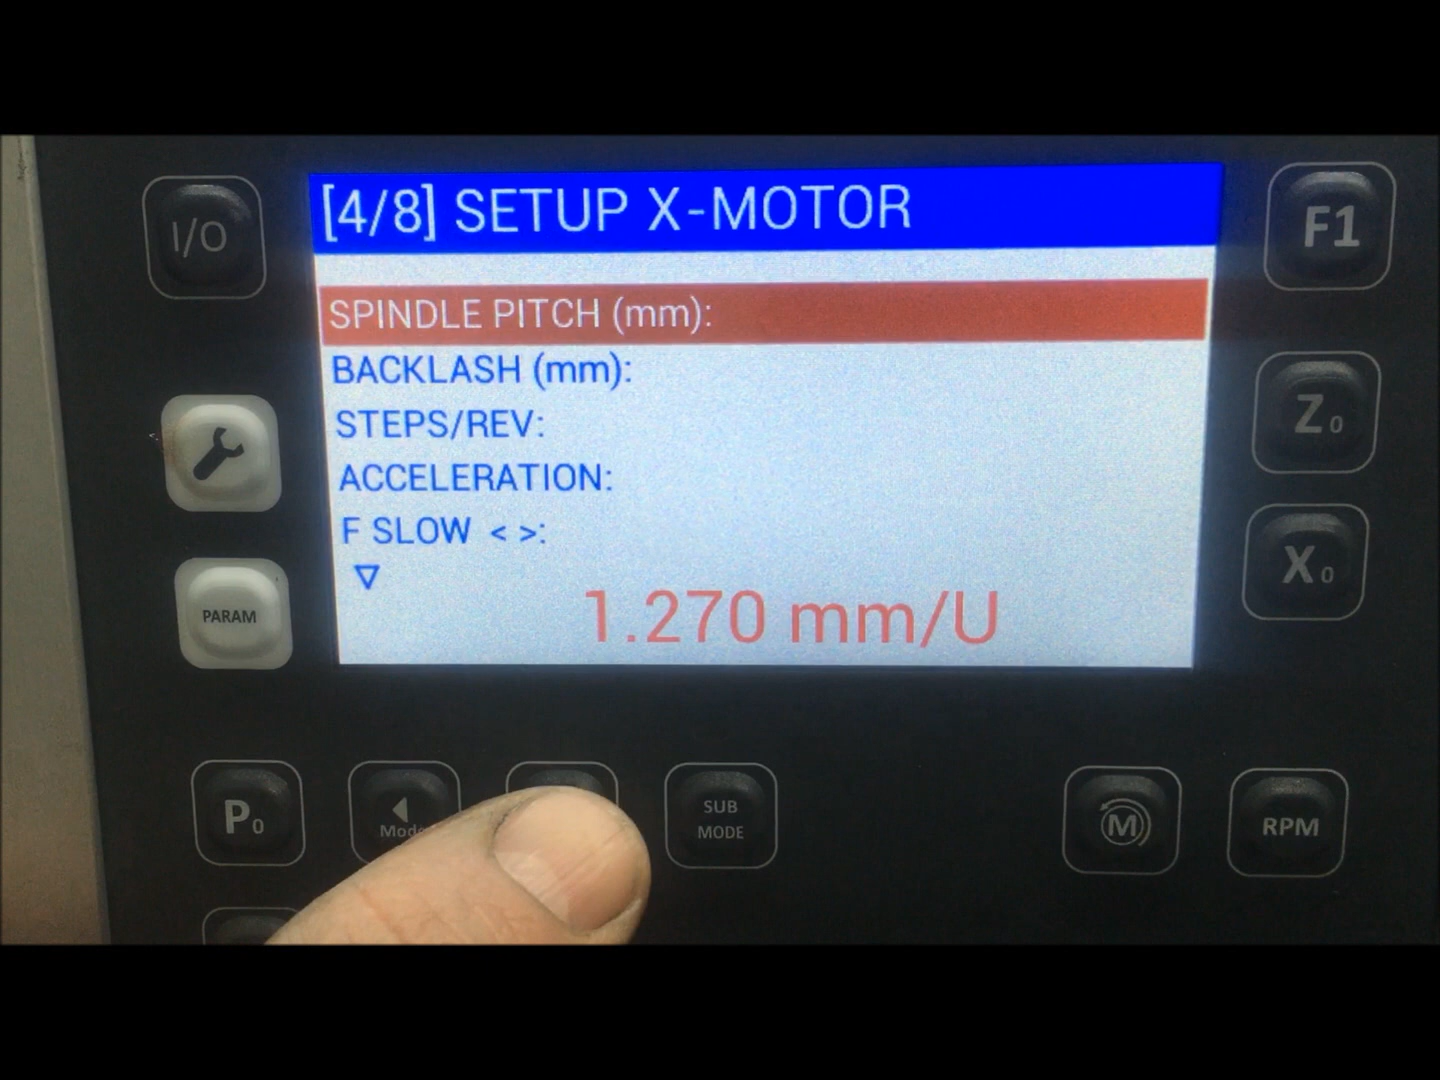 I/O
[4/8] SETUP X-MOTOR
F1
SPINDLE PITCH (mm):
BACKLASH (mm):
STEPS/REV:
ACCELERATION:
F SLOW < >:
1.270 mm/U
Z0
X0
PARAM
P0
SUB
MODE
M
RPM